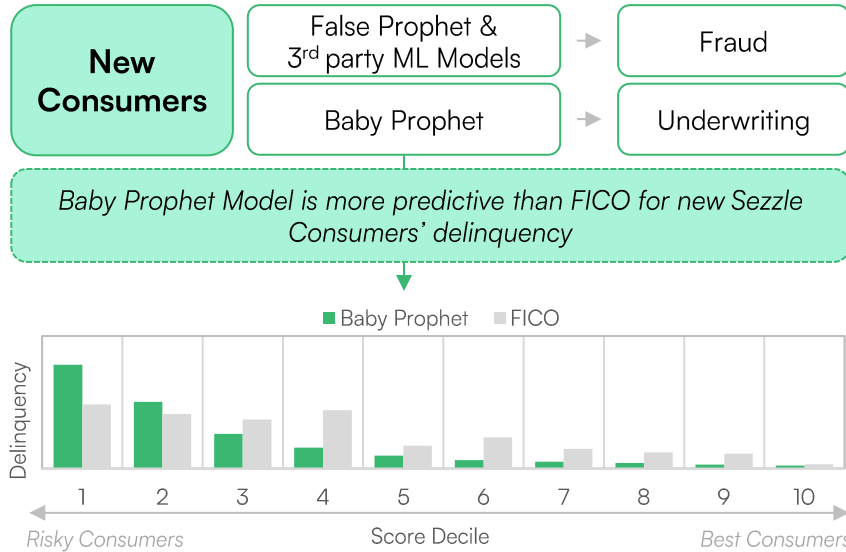 New
Consumers
False Prophet &
3rd party ML Models
Fraud
Baby Prophet
Underwriting
Baby Prophet Model is more predictive than FICO for new Sezzle
Consumers’ delinquency
Baby Prophet
FICO
Delinquency
1 2 3 4 5 6 7 8 9 10
Risky Consumers
Score Decile
Best Consumers